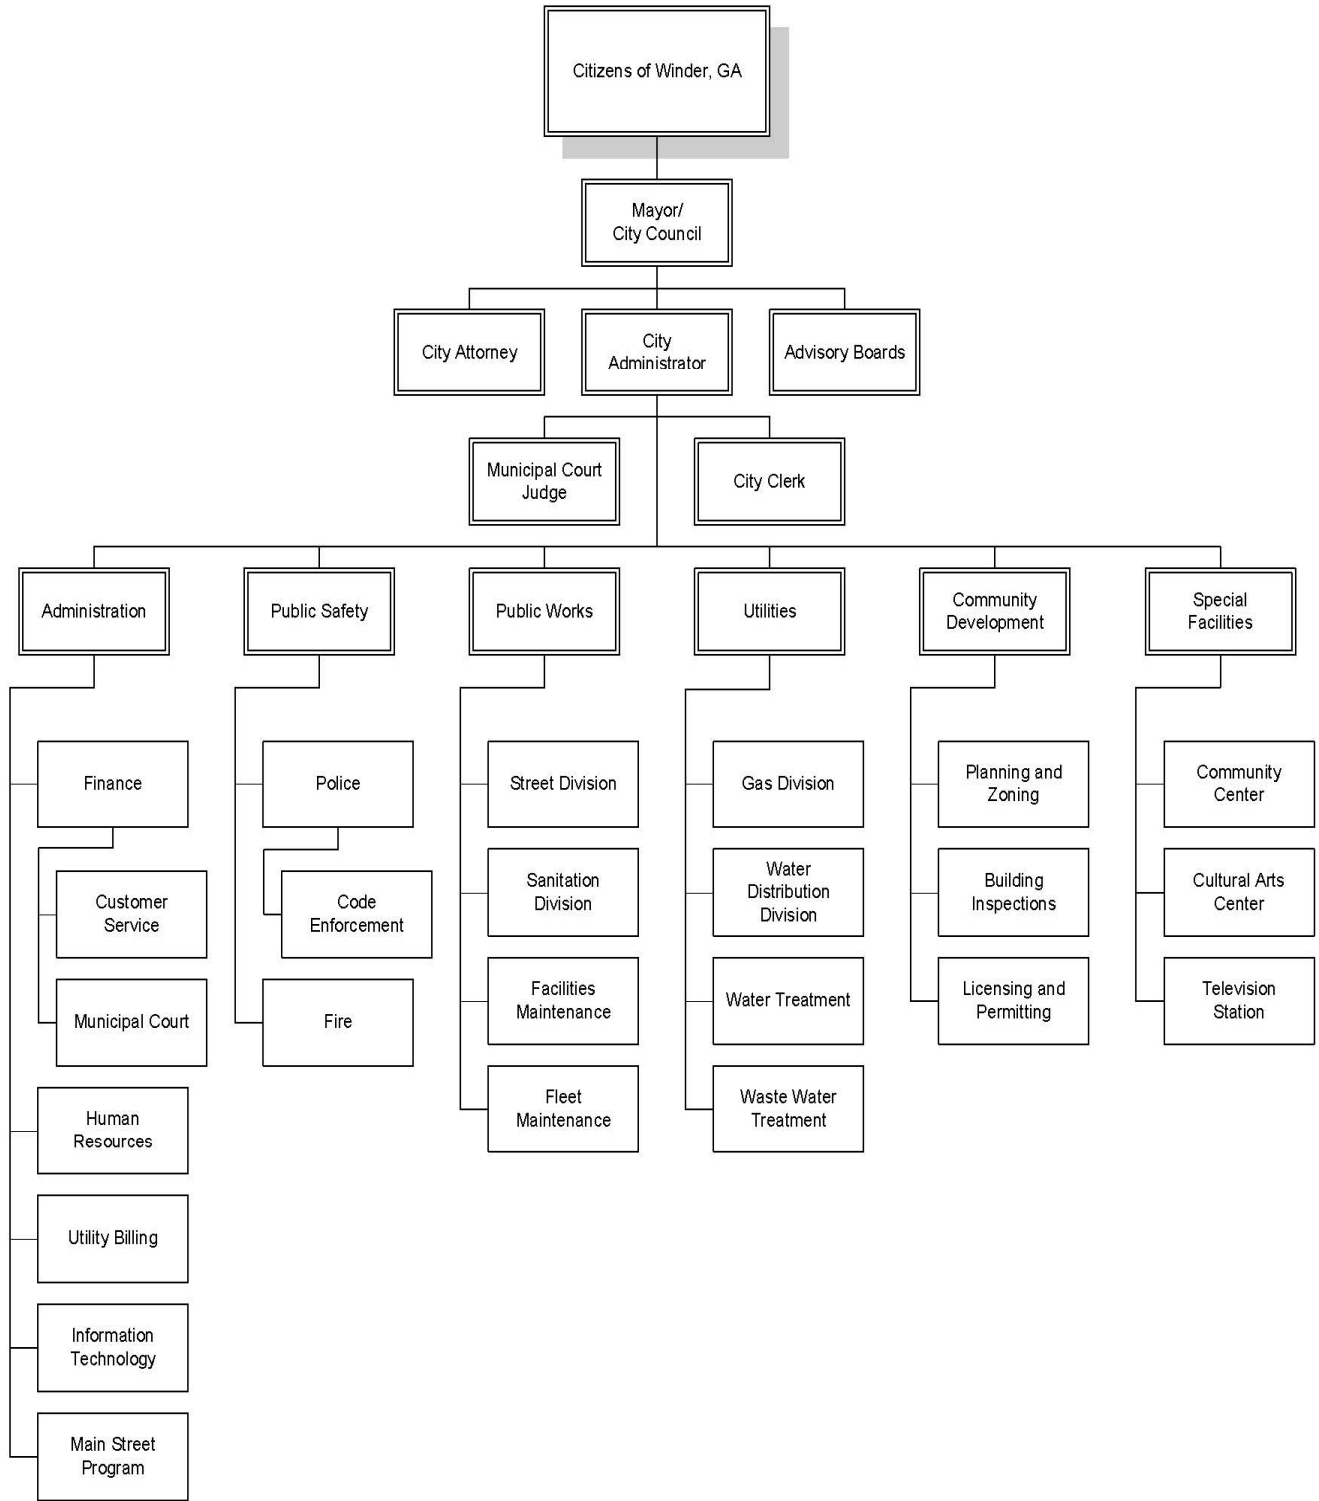 Citizens of Winder, GA
Mayor/
City Council
City Attorney
City
Administrator
Advisory Boards
Municipal Court
Judge
City Clerk
Administration
Public Safety
Public Works
Utilities
Community
Development
Special
Facilities
Finance
Customer
Service
Municipal Court
Human
Resources
Utility Billing
Information
Technology
Main Street
Program
Police
Code
Enforcement
Fire
Street Division
Sanitation
Division
Facilities
Maintenance
Fleet
Maintenance
Gas Division
Water
Distribution
Division
Water Treatment
Waste Water
Treatment
Planning and
Zoning
Building
Inspections
Licensing and
Permitting
Community
Center
Cultural Arts
Center
Television
Station